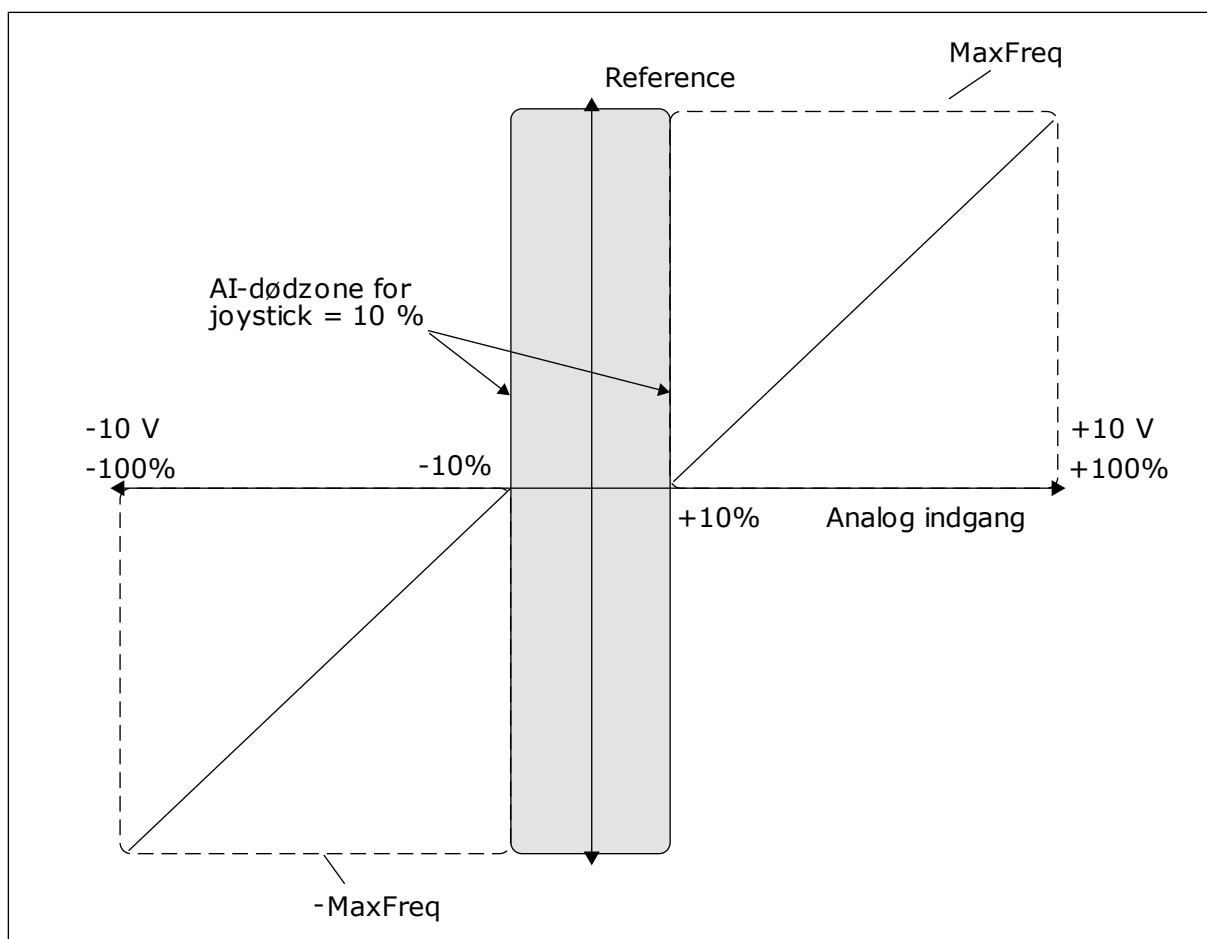 MaxFreq
Reference
AI-dødzone for
joystick = 10 %
-10 V
-100%
-10%
+10 V
+100%
+10%
Analog indgang
-MaxFreq